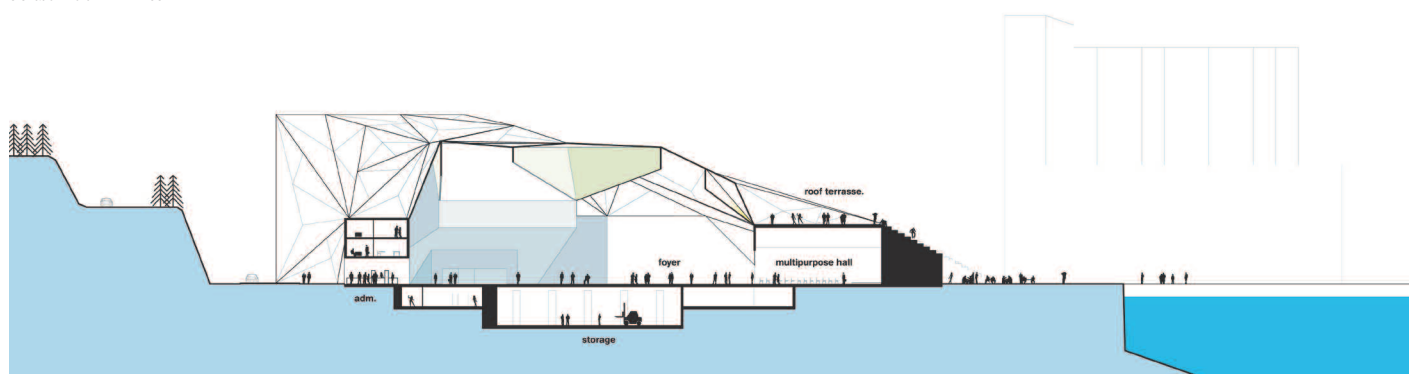 roof terrasse.
foyer
multipurpose hall
adm.
storage